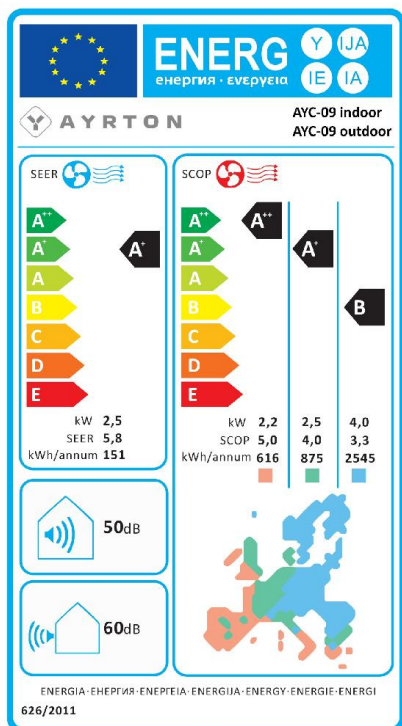 ENERG
енергия · ενεργεια
Y IJA
IE IA
AYRTON
AYC-09 indoor
AYC-09 outdoor
SEER
A++
A+
A
B
C
D
E
A+
kW 2,5
SEER 5,8
kWh/annum 151
SCOP
A++
A+
A
B
C
D
E
A++
A+
B
kW 2,2 2,5 4,0
SCOP 5,0 4,0 3,3
kWh/annum 616 875 2545
50dB
60dB
ENERGIA·ЕНЕРГИЯ·ΕΝΕΡΓΕΙΑ·ENERGIJA·ENERGY·ENERGIE·ENERGI
626/2011